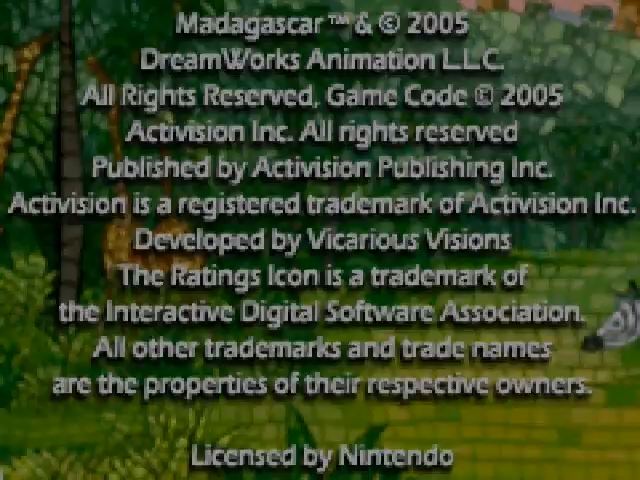 Madagascar ™ & © 2005
DreamWorks Animation L.L.C.
All Rights Reserved, Game Code © 2005
Activision Inc. All rights reserved
Published by Activision Publishing Inc.
Activision is a registered trademark of Activision Inc.
Developed by Vicarious Visions
The Ratings Icon is a trademark of
the Interactive Digital Software Association.
All other trademarks and trade names
are the properties of their respective owners.
Licensed by Nintendo